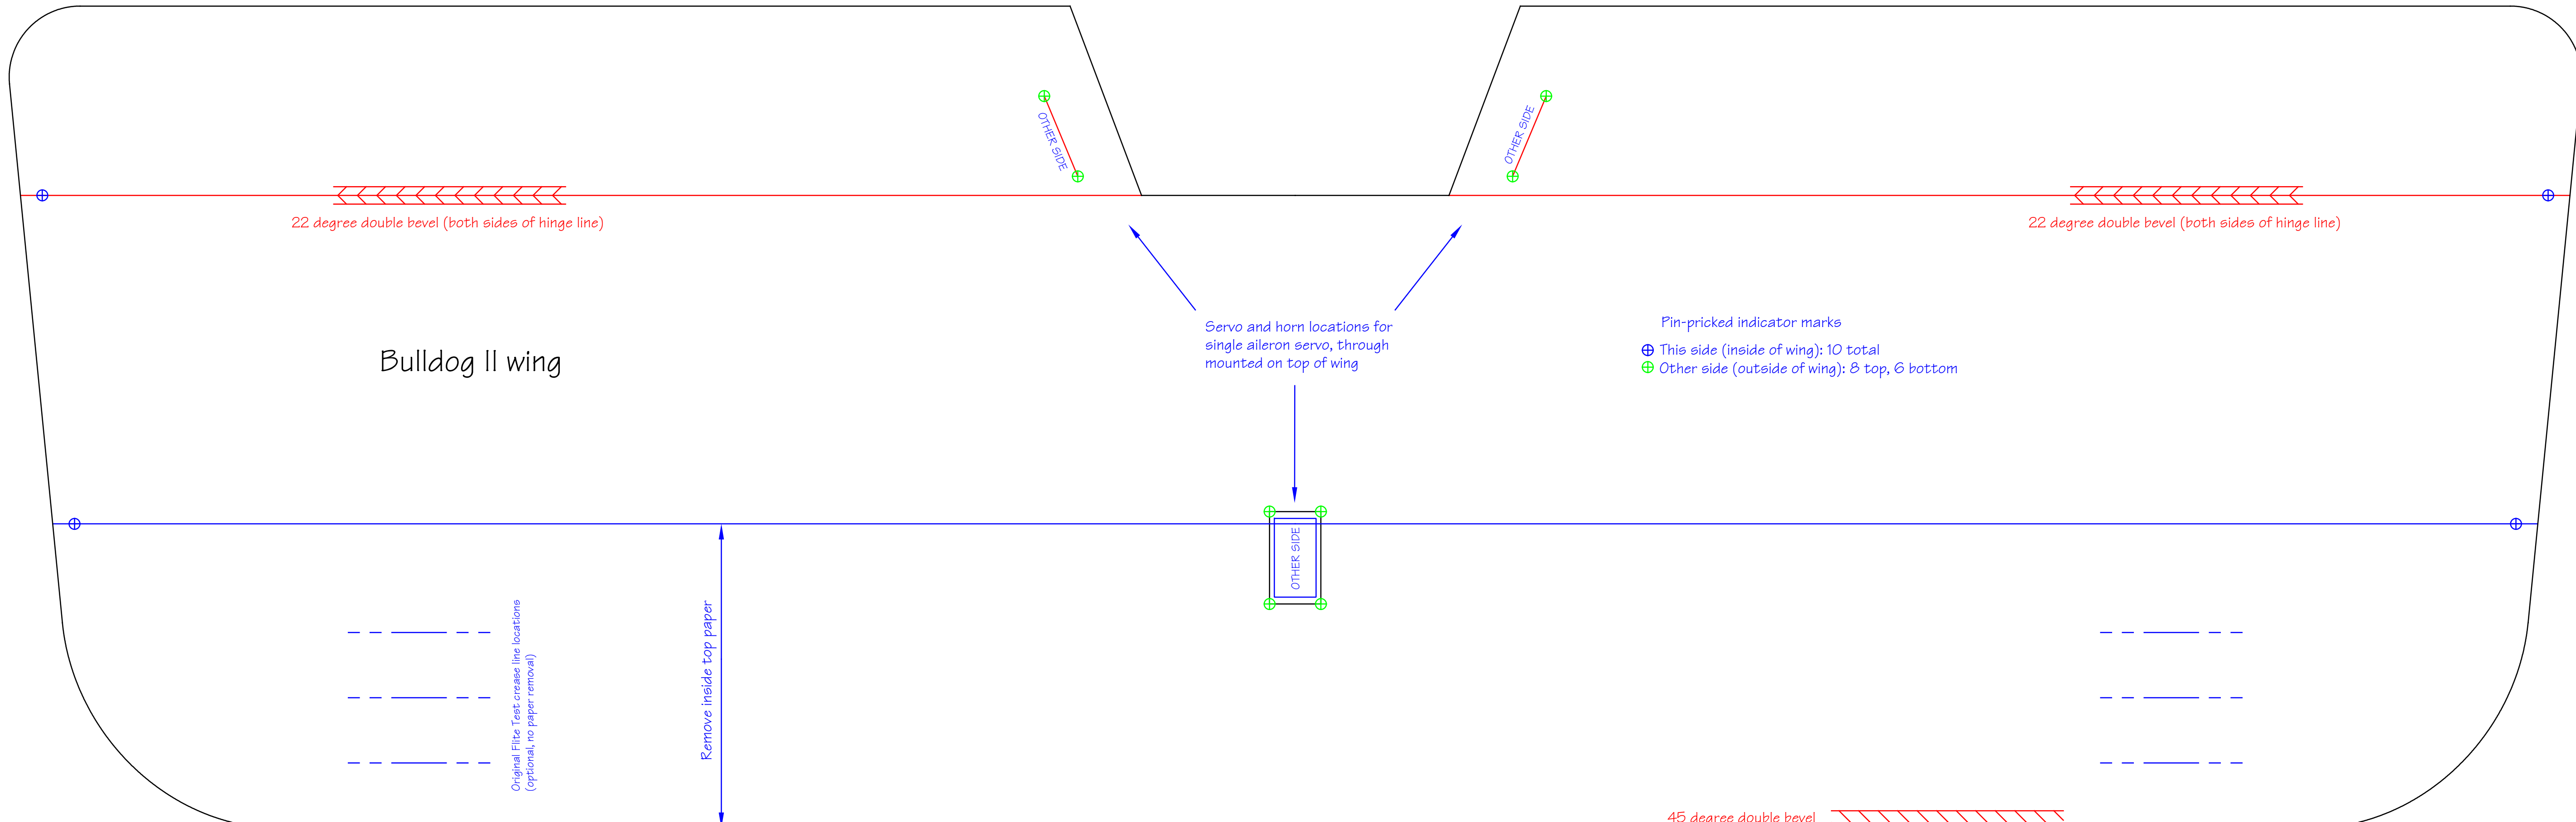 OTHER SIDE
OTHER SIDE
22 degree double bevel (both sides of hinge line)
22 degree double bevel (both sides of hinge line)
Servo and horn locations for
single aileron servo, through
mounted on top of wing
Pin-pricked indicator marks
This side (inside of wing): 10 total
Other side (outside of wing): 8 top, 6 bottom
Bulldog II wing
OTHER SIDE
Original Flite Test crease line locations
(optional, no paper removal)
Remove inside top paper
45 degree double bevel